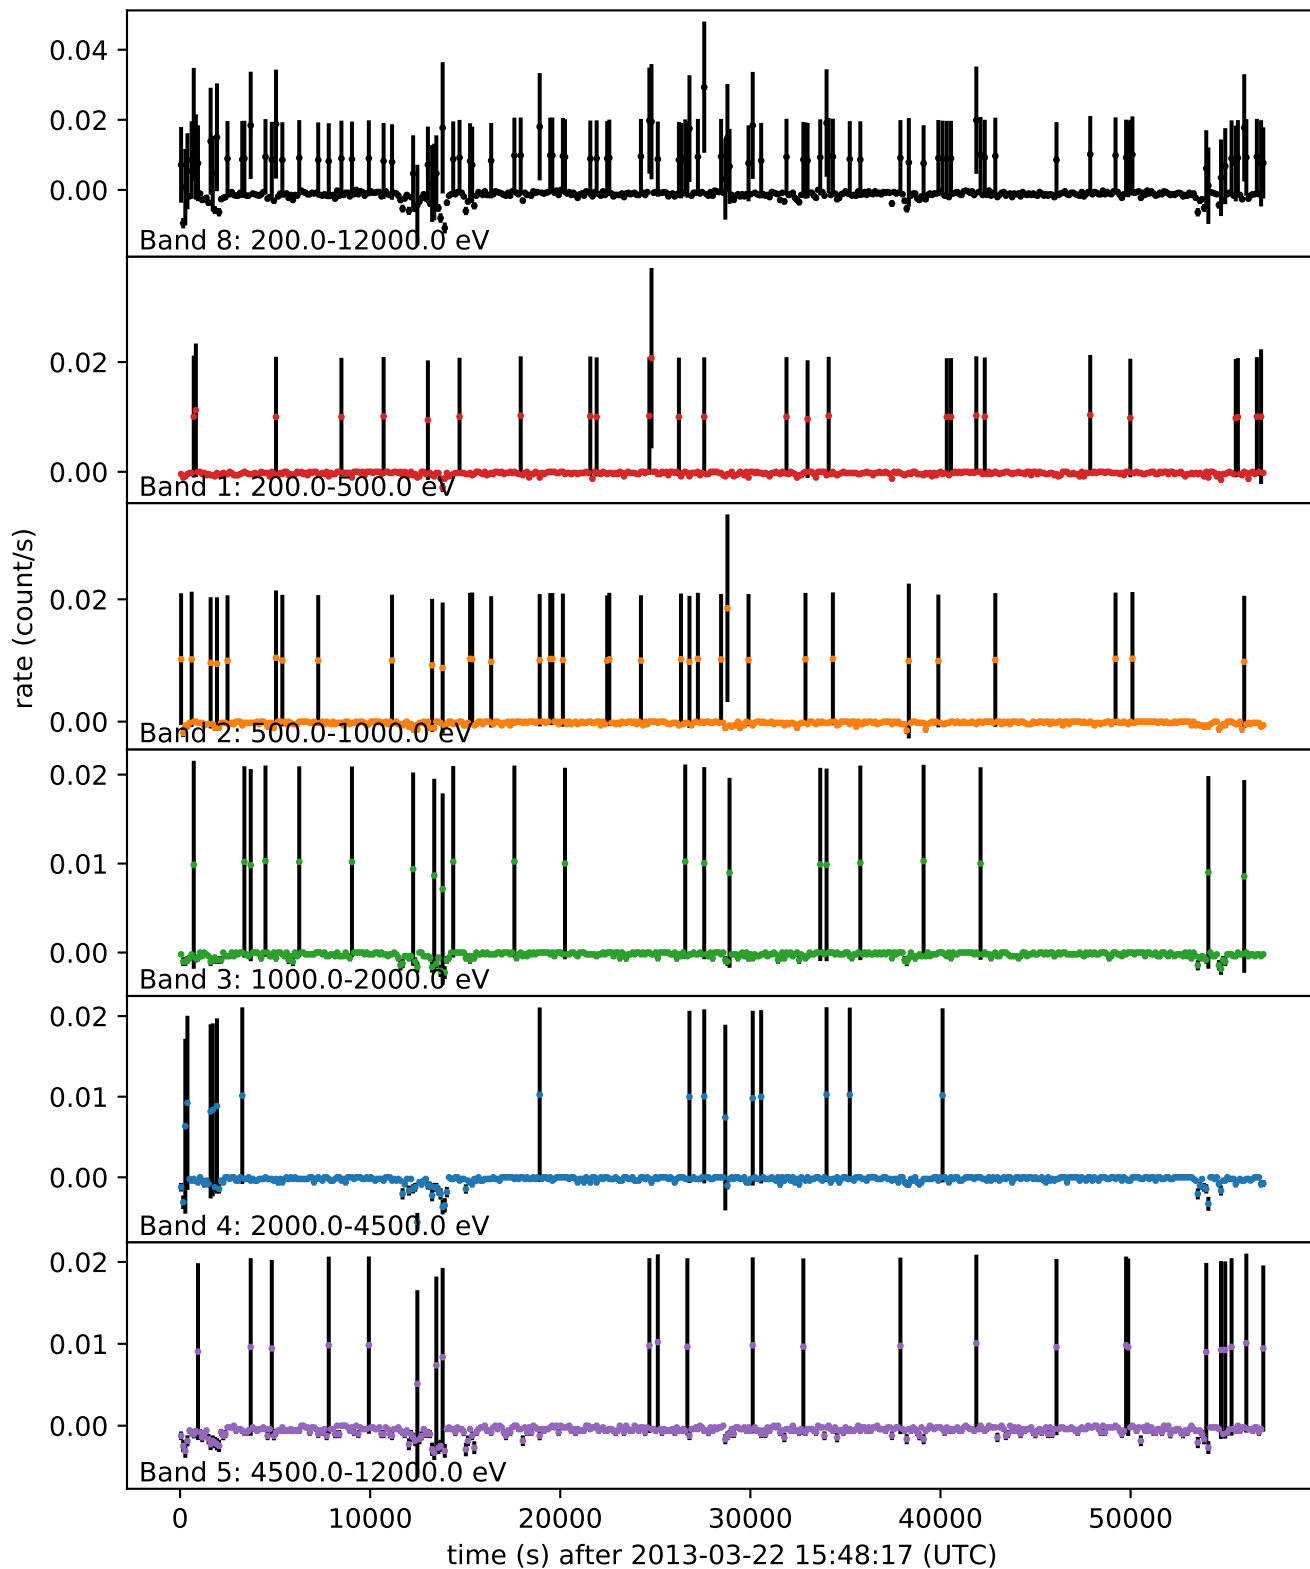 0.04
0.02
0.00
Band 8: 200.0-12000.0 eV
0.02
0.00
Band 1: 200.0-500.0 eV
rate (count/s)
0.02
0.00
Band 2: 500.0-1000.0 eV
0.02
0.01
0.00
Band 3: 1000.0-2000.0 eV
0.02
0.01
0.00
Band 4: 2000.0-4500.0 eV
0.02
0.01
0.00
Band 5: 4500.0-12000.0 eV
0 10000 20000 30000 40000 50000
time (s) after 2013-03-22 15:48:17 (UTC)